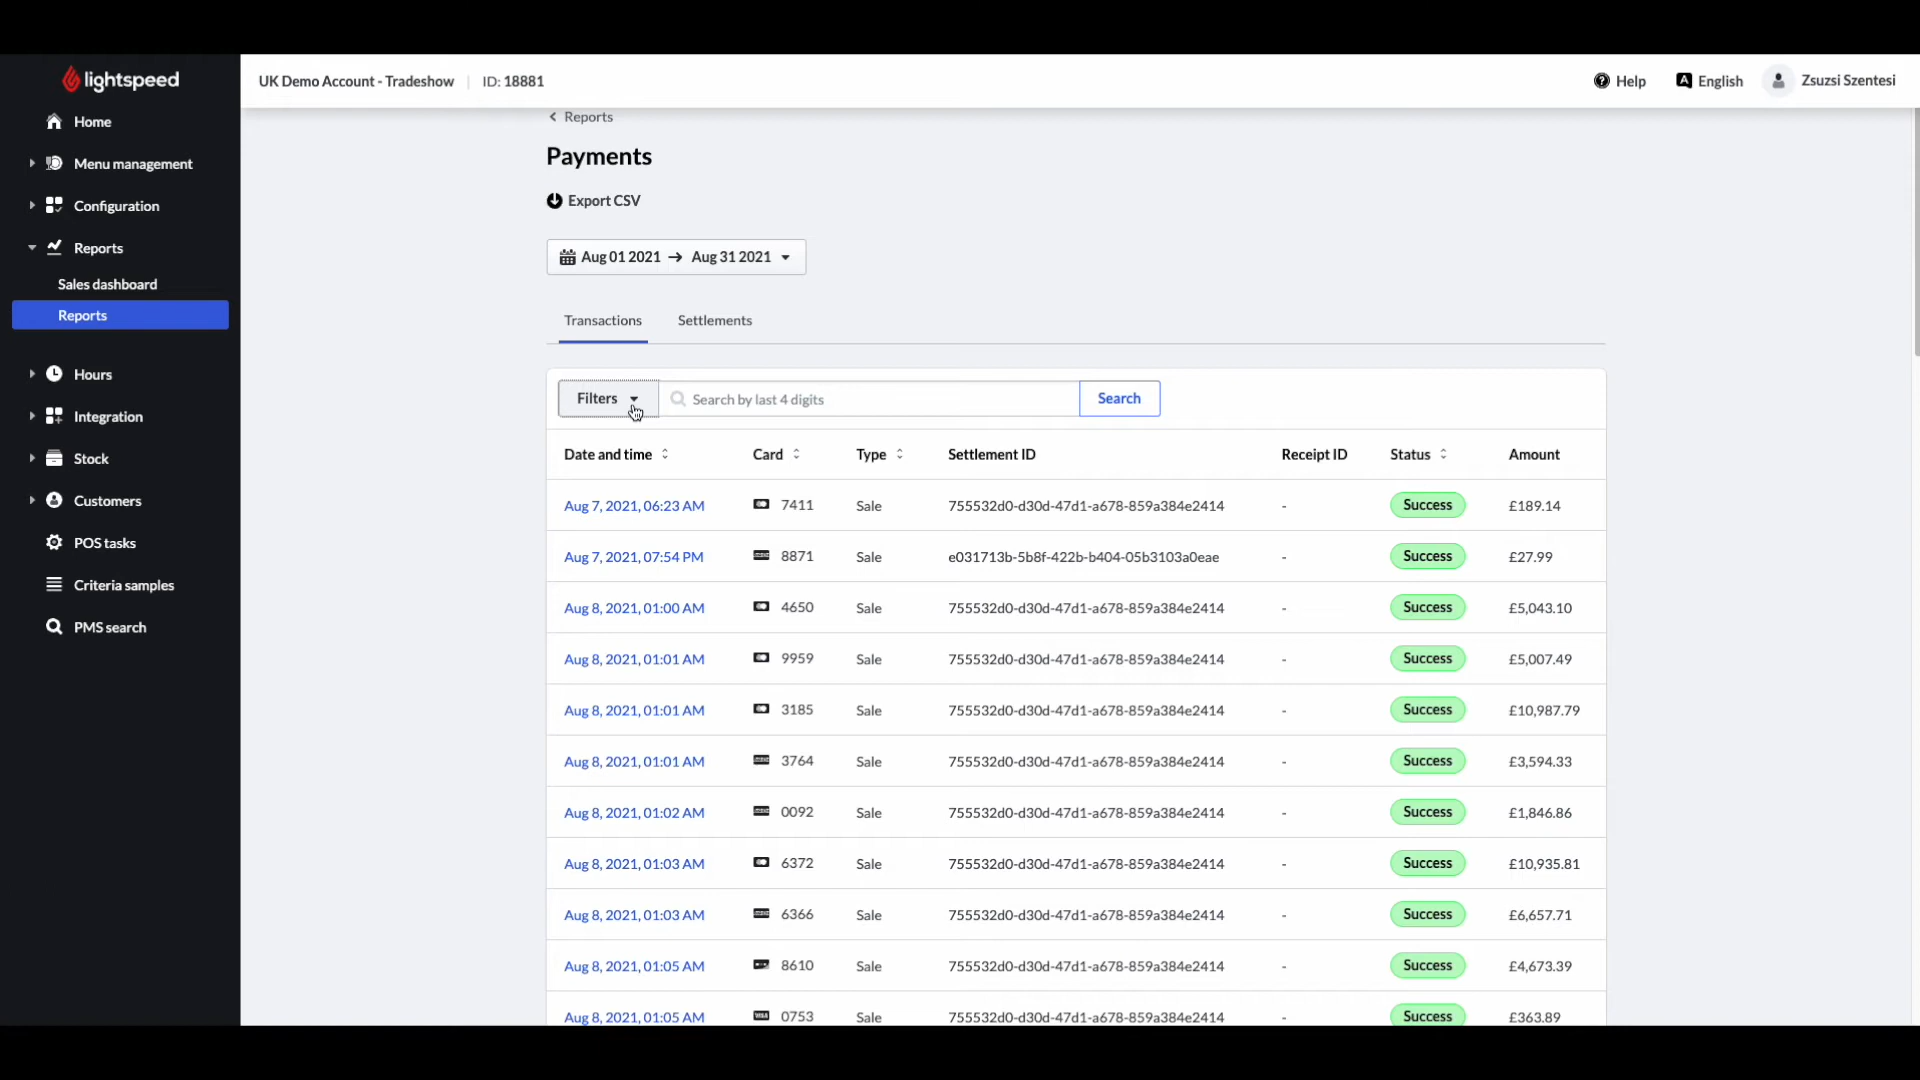 lightspeed
UK Demo Account - Tradeshow | ID: 18881
Help
English
Zsuzsi Szentesi
Home
Menu management
Configuration
Reports
Sales dashboard
Reports
Hours
Integration
Stock
Customers
POS tasks
Criteria samples
PMS search
Reports
Payments
Export CSV
Aug 01 2021 → Aug 31 2021
Transactions Settlements
Filters Search by last 4 digits Search
Date and time Card Type Settlement ID Receipt ID Status Amount
Aug 7, 2021, 06:23 AM 7411 Sale 755532d0-d30d-47d1-a678-859a384e2414 - Success £189.14
Aug 7, 2021, 07:54 PM 8871 Sale e031713b-5b8f-422b-b404-05b3103a0eae - Success £27.99
Aug 8, 2021, 01:00 AM 4650 Sale 755532d0-d30d-47d1-a678-859a384e2414 - Success £5,043.10
Aug 8, 2021, 01:01 AM 9959 Sale 755532d0-d30d-47d1-a678-859a384e2414 - Success £5,007.49
Aug 8, 2021, 01:01 AM 3185 Sale 755532d0-d30d-47d1-a678-859a384e2414 - Success £10,987.79
Aug 8, 2021, 01:01 AM 3764 Sale 755532d0-d30d-47d1-a678-859a384e2414 - Success £3,594.33
Aug 8, 2021, 01:02 AM 0092 Sale 755532d0-d30d-47d1-a678-859a384e2414 - Success £1,846.86
Aug 8, 2021, 01:03 AM 6372 Sale 755532d0-d30d-47d1-a678-859a384e2414 - Success £10,935.81
Aug 8, 2021, 01:03 AM 6366 Sale 755532d0-d30d-47d1-a678-859a384e2414 - Success £6,657.71
Aug 8, 2021, 01:05 AM 8610 Sale 755532d0-d30d-47d1-a678-859a384e2414 - Success £4,673.39
Aug 8, 2021, 01:05 AM VISA 0753 Sale 755532d0-d30d-47d1-a678-859a384e2414 - Success £363.89